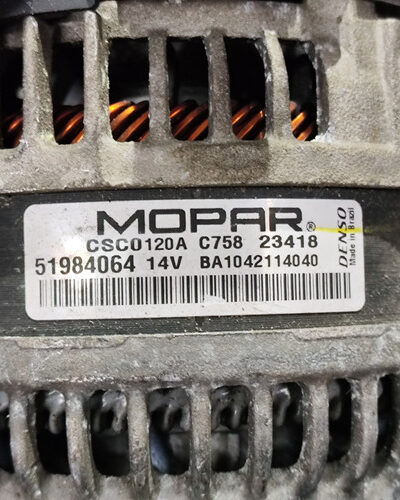 MOPAR®
CSC0120A C758 23418
51984064 14V BA1042114040
DENSO
Made in Brazil